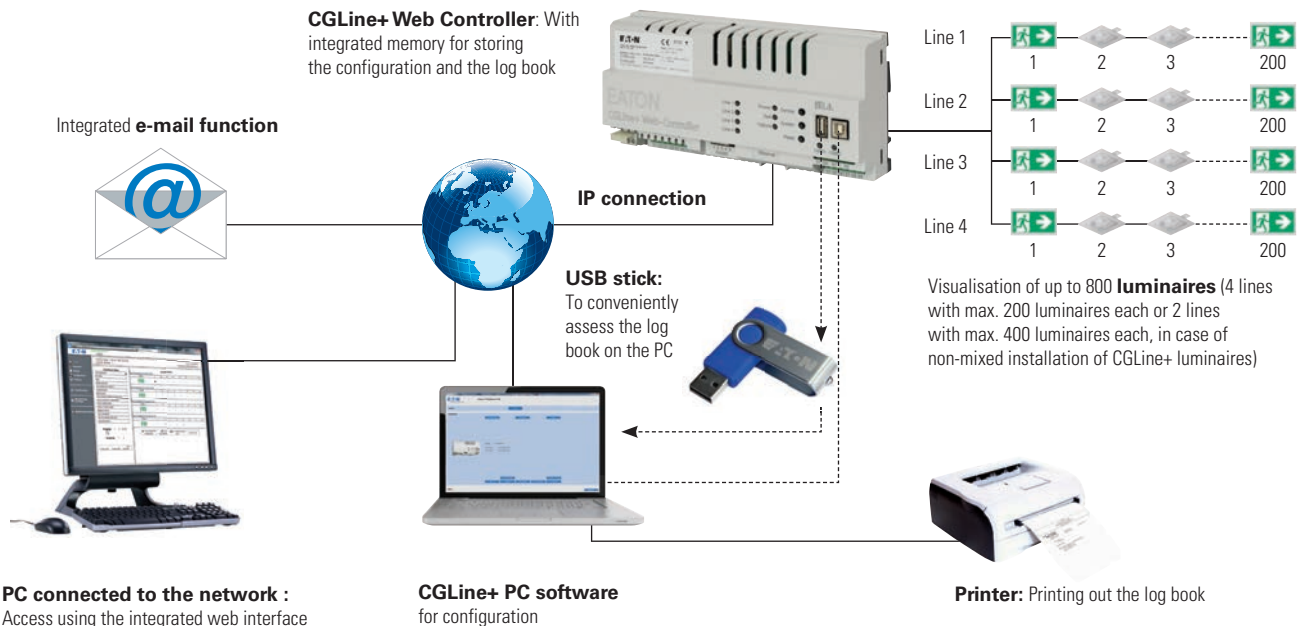 CGLine+ Web Controller: With
integrated memory for storing
the configuration and the log book
Integrated e-mail function
IP connection
USB stick:
To conveniently
assess the log
book on the PC
EATON
CGLine+ Web-Controller
Line 1
1 2 3 200
Line 2
1 2 3 200
Line 3
1 2 3 200
Line 4
1 2 3 200
Visualisation of up to 800 luminaires (4 lines
with max. 200 luminaires each or 2 lines
with max. 400 luminaires each, in case of
non-mixed installation of CGLine+ luminaires)
PC connected to the network :
Access using the integrated web interface
CGLine+ PC software
for configuration
Printer: Printing out the log book